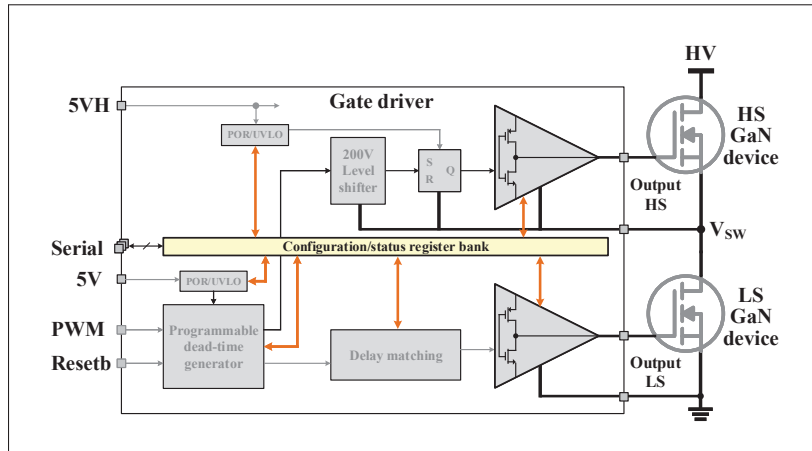 HV
5VH
Gate driver
HS
GaN
device
POR/UVLO
200V
Level
shifter
S
R
Q
Output
HS
VSW
Serial
Configuration/status register bank
5V
POR/UVLO
LS
GaN
device
PWM
Programmable
dead-time
generator
Resetb
Delay matching
Output
LS